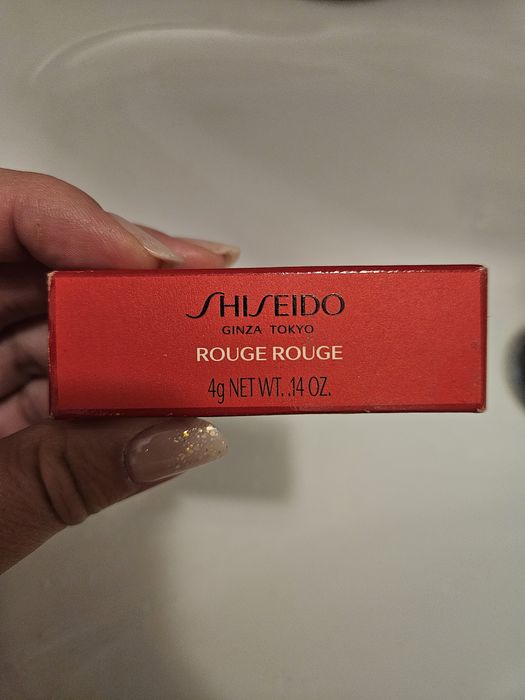 SHISEIDO
GINZA TOKYO
ROUGE ROUGE
4g NET WT. .14 OZ.